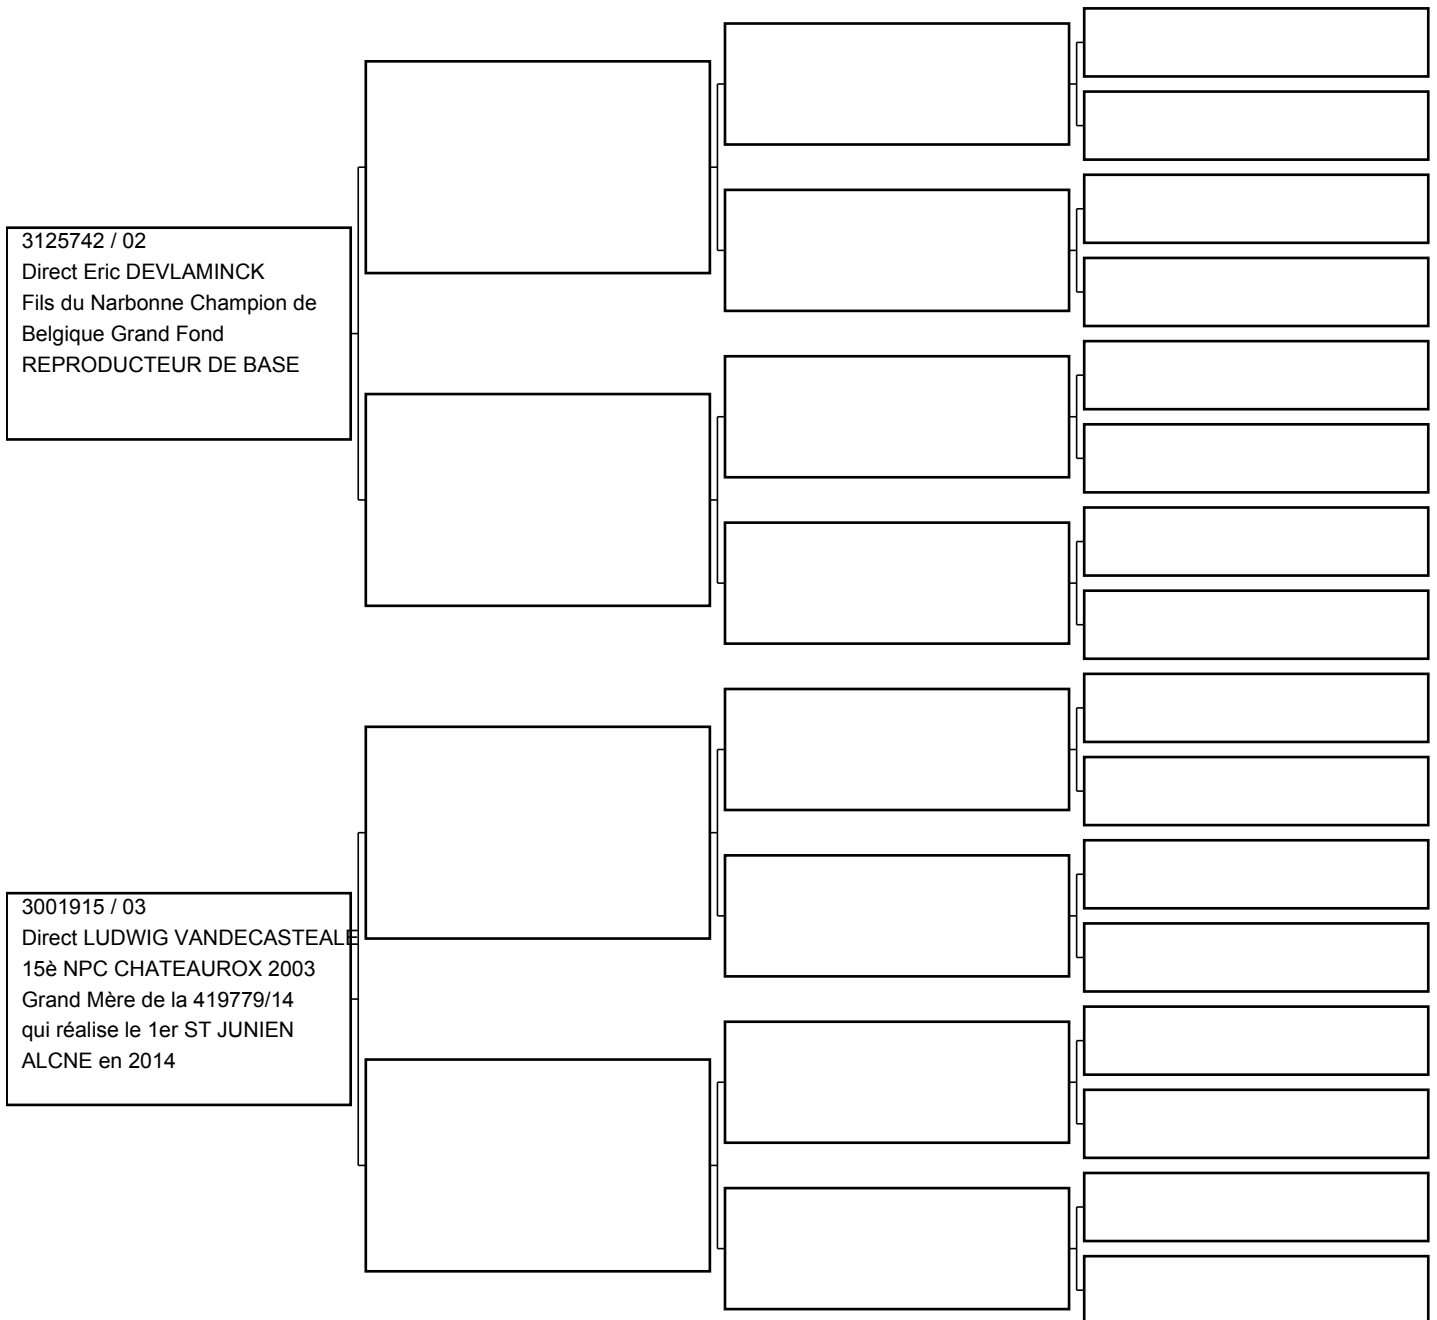 3125742 / 02
Direct Eric DEVLAMINCK
Fils du Narbonne Champion de
Belgique Grand Fond
REPRODUCTEUR DE BASE
3001915 / 03
Direct LUDWIG VANDECASTEALE
15è NPC CHATEAUROX 2003
Grand Mère de la 419779/14
qui réalise le 1er ST JUNIEN
ALCNE en 2014